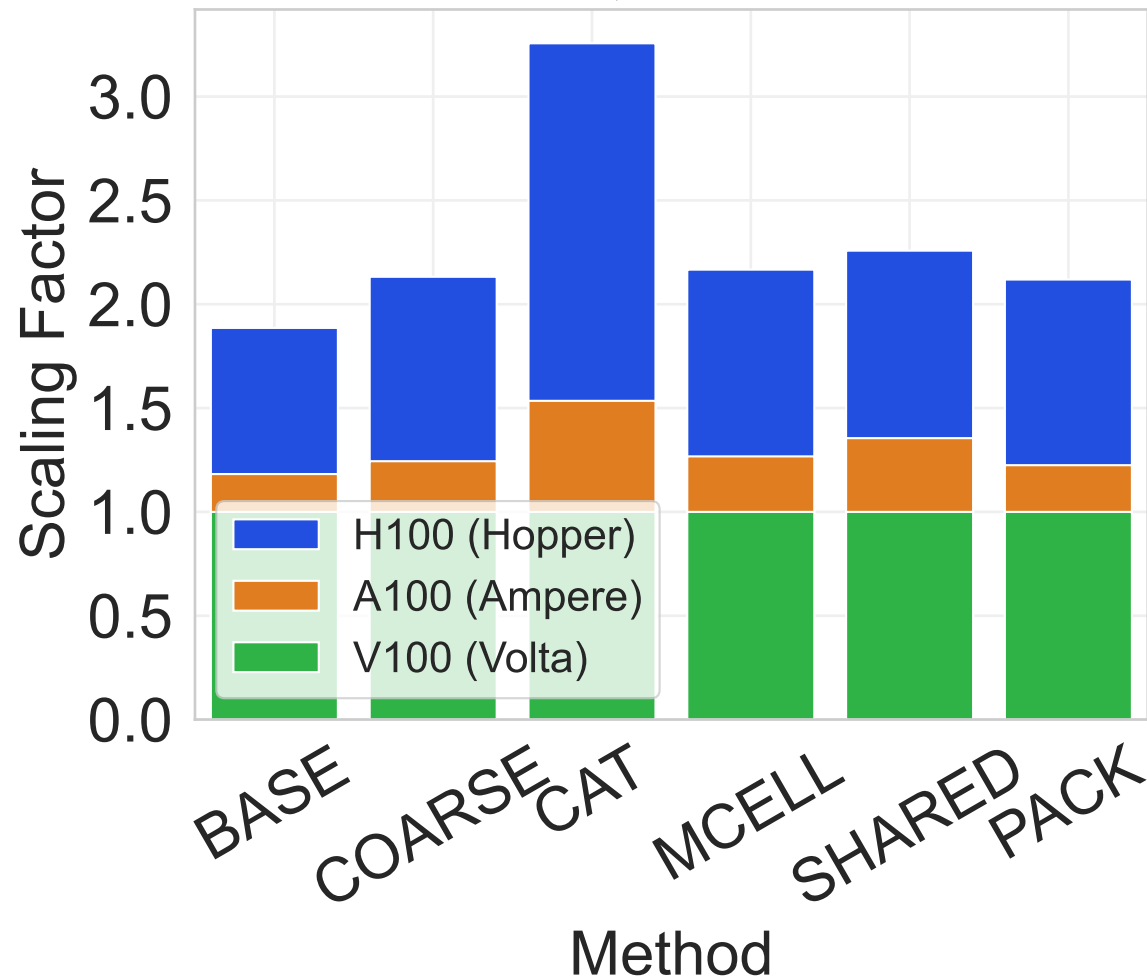 3.0
2.5
2.0
1.5
1.0
0.5
0.0
Scaling Factor
H100 (Hopper)
A100 (Ampere)
V100 (Volta)
BASE
COARSE
CAT
MCELL
SHARED
PACK
Method